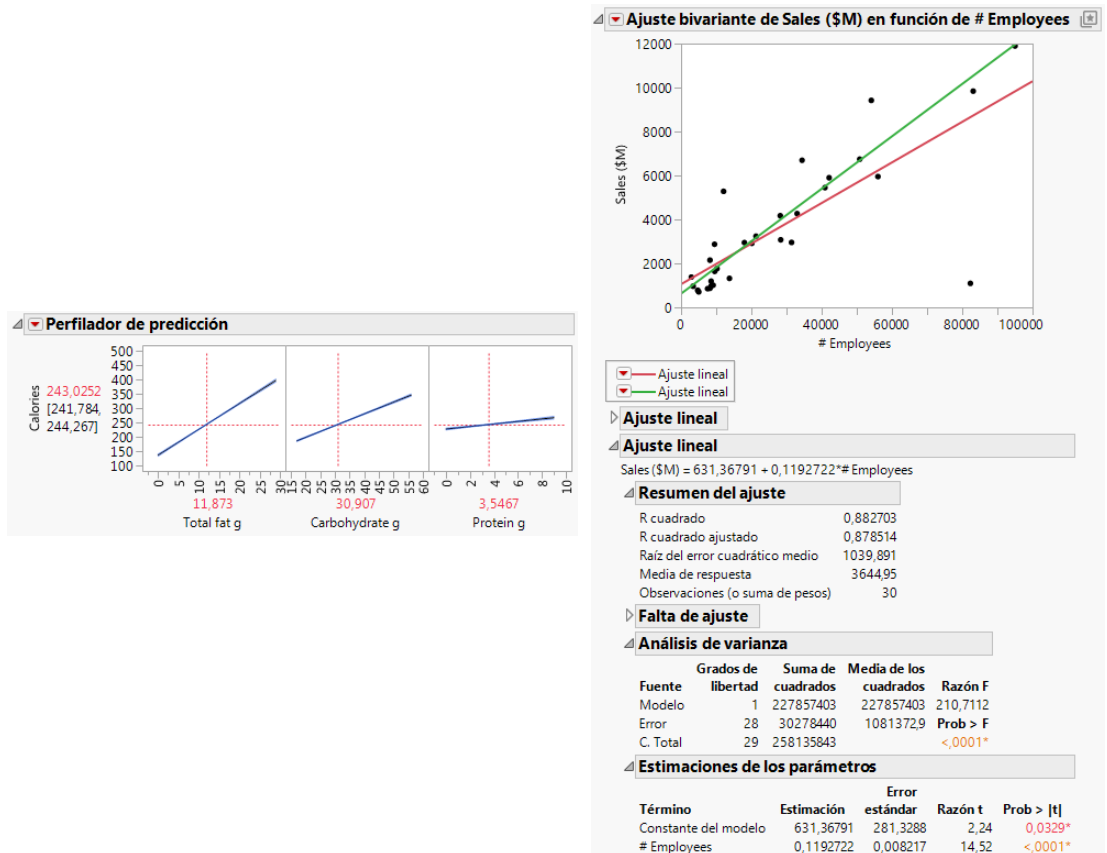 Perfilador de predicción
500
450
400
350
300
250
200
150
100
Calories
243,0252
[241,784,
244,267]
0 5 10 15 20 25 30
15 20 25 30 35 40 45 50 55 60
0 2 4 6 8 10
11,873 30,907 3,5467
Total fat g Carbohydrate g Protein g
Ajuste bivariante de Sales ($M) en función de # Employees
12000
10000
8000
6000
4000
2000
0
Sales ($M)
0 20000 40000 60000 80000 100000
# Employees
Ajuste lineal
Ajuste lineal
Ajuste lineal
Ajuste lineal
Sales ($M) = 631,36791 + 0,1192722*# Employees
Resumen del ajuste
R cuadrado 0,882703
R cuadrado ajustado 0,878514
Raíz del error cuadrático medio 1039,891
Media de respuesta 3644,95
Observaciones (o suma de pesos) 30
Falta de ajuste
Análisis de varianza
Grados de Suma de Media de los
Fuente libertad cuadrados cuadrados Razón F
Modelo 1 227857403 227857403 210,7112
Error 28 30278440 1081372,9 Prob > F
C. Total 29 258135843 <,0001*
Estimaciones de los parámetros
Error
Término Estimación estándar Razón t Prob > |t|
Constante del modelo 631,36791 281,3288 2,24 0,0329*
# Employees 0,1192722 0,008217 14,52 <,0001*